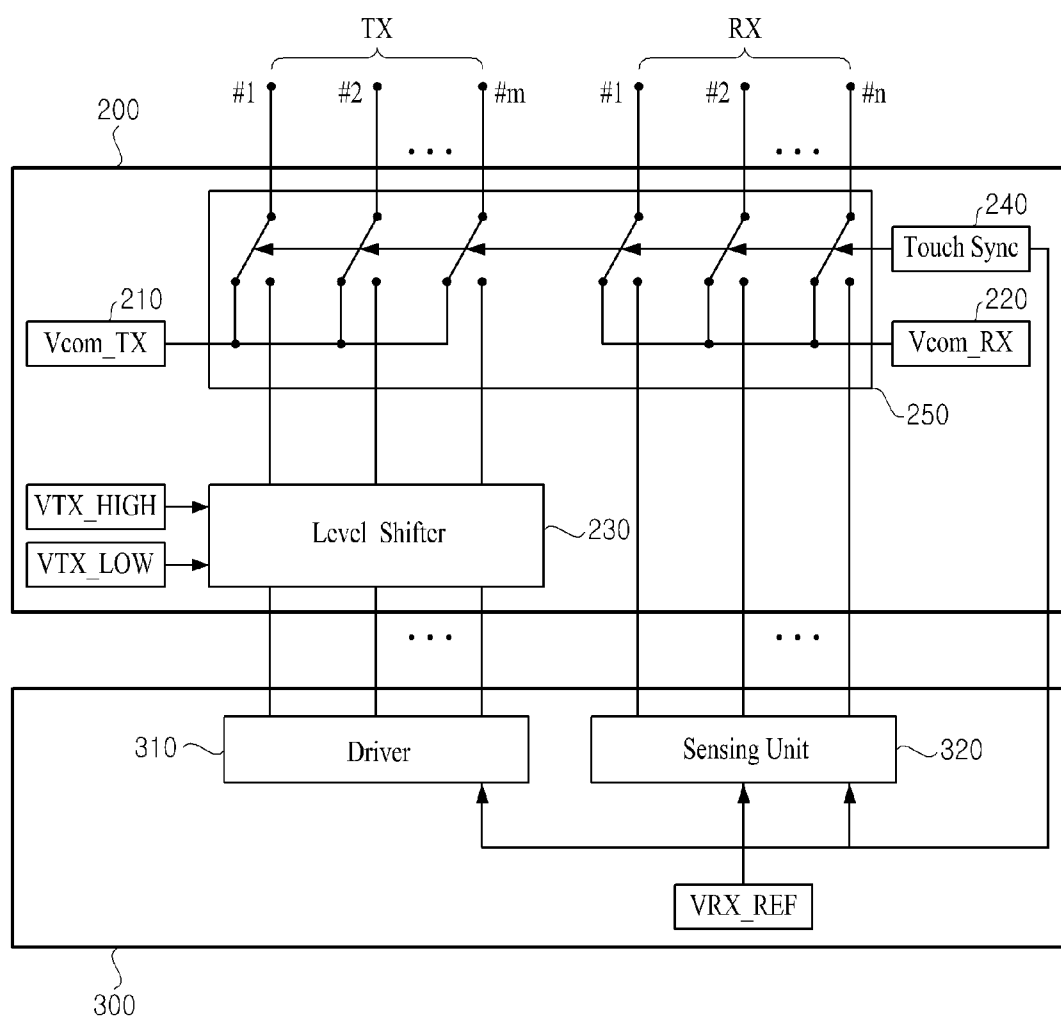 TX
RX
#1
#2
#m
#1
#2
#n
200
. . .
. . .
240
Touch Sync
210
220
Vcom_TX
Vcom_RX
250
VTX_HIGH
Level Shifter
230
VTX_LOW
. . .
. . .
310
Driver
Sensing Unit
320
VRX_REF
300